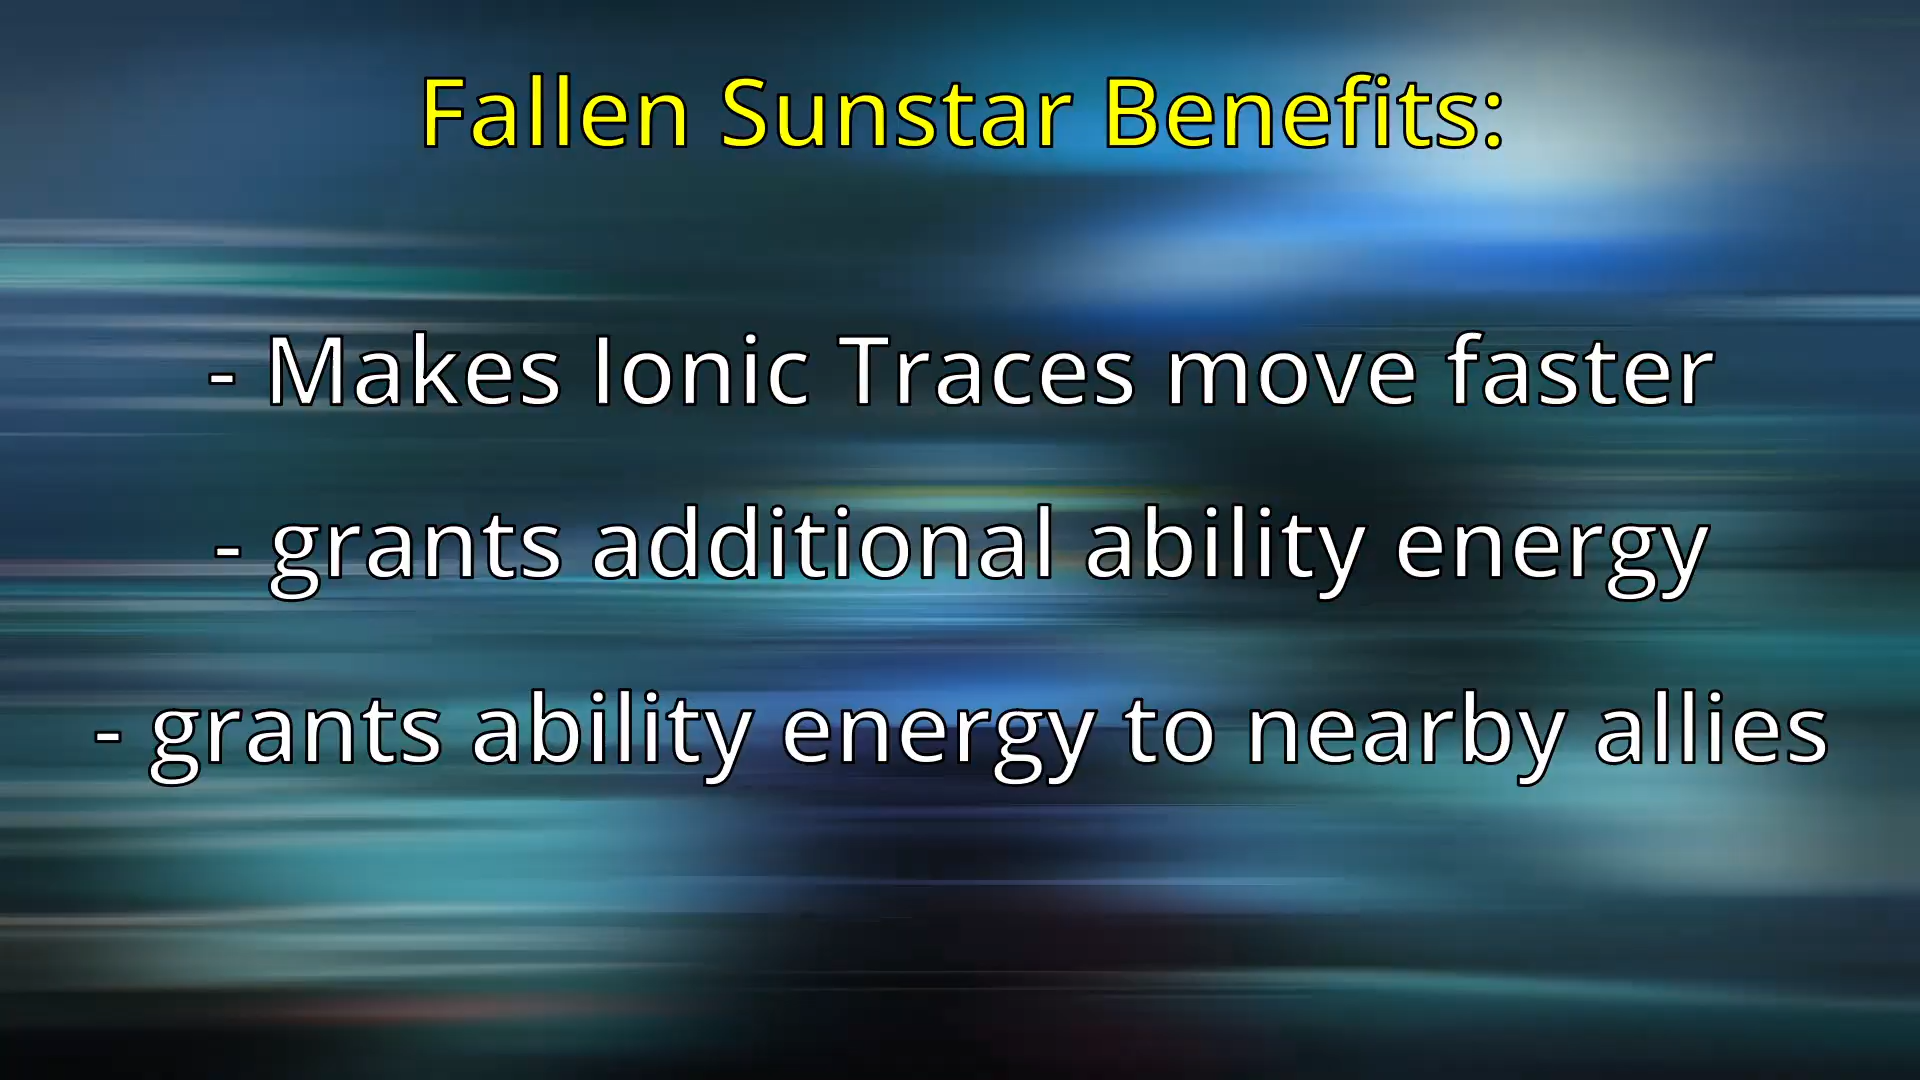 Fallen Sunstar Benefits:
- Makes Ionic Traces move faster
- grants additional ability energy
- grants ability energy to nearby allies